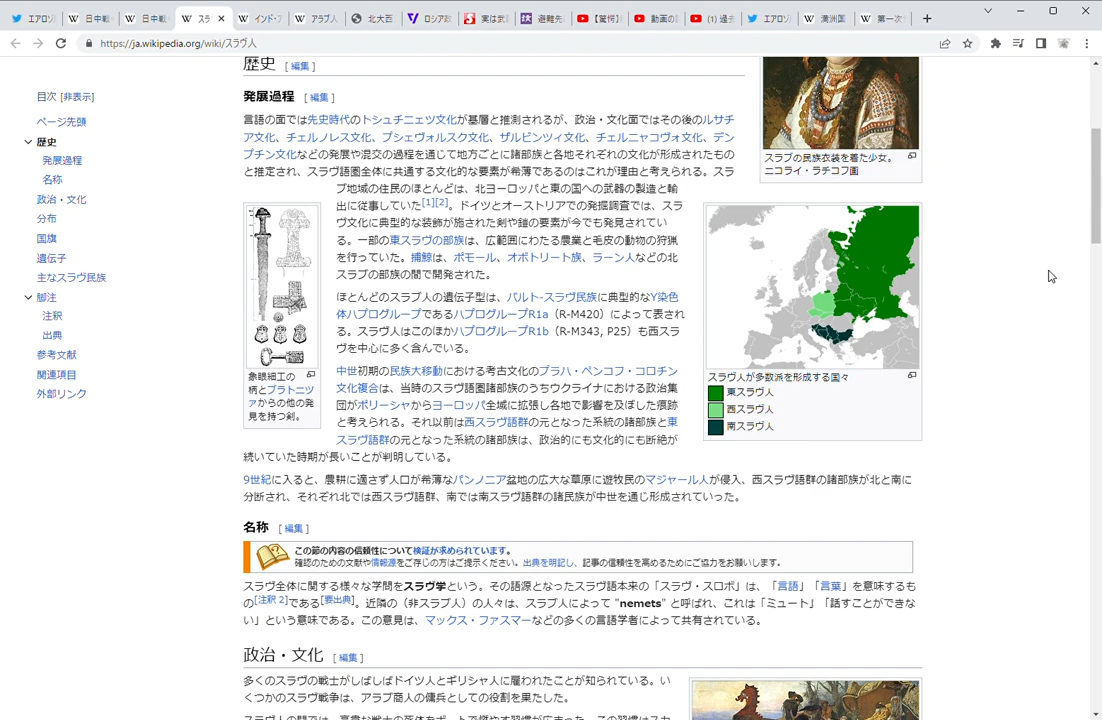 エアロゾ
日中戦争
日中戦争
スラヴ
インド・ア
アラブ人
北大西
ロシア政
実は武
避難先
【驚愕】
動画の
(1) 過去
エアロゾ
満洲国
第一次
https://ja.wikipedia.org/wiki/スラヴ人
目次 [非表示]
ページ先頭
歴史
発展過程
名称
政治・文化
分布
国旗
遺伝子
主なスラヴ民族
脚注
注釈
出典
参考文献
関連項目
外部リンク
歴史 [ 編集 ]
発展過程 [ 編集 ]
言語の面では先史時代のトシュチニェツ文化が基層と推測されるが、政治・文化面ではその後のルサチ
ア文化、チェルノレス文化、プシェヴォルスク文化、ザルビンツィ文化、チェルニャコヴォ文化、デン
プチン文化などの発展や混交の過程を通じて地方ごとに諸部族と各地それぞれの文化が形成されたもの
と推定され、スラヴ語圏全体に共通する文化的な要素が希薄であるのはこれが理由と考えられる。スラ
ブ地域の住民のほとんどは、北ヨーロッパと東の国への武器の製造と輸
出に従事していた[1][2]。ドイツとオーストリアでの発掘調査では、スラ
ヴ文化に典型的な装飾が施された剣や鎧の要素が今でも発見されてい
る。一部の東スラヴの部族は、広範囲にわたる農業と毛皮の動物の狩猟
を行っていた。捕鯨は、ポモール、オボトリート族、ラーン人などの北
スラブの部族の間で開発された。
ほとんどのスラブ人の遺伝子型は、バルト-スラヴ民族に典型的なY染色
体ハプログループであるハプログループR1a（R-M420）によって表され
る。スラヴ人はこのほかハプログループR1b（R-M343, P25）も西スラ
ヴを中心に多く含んでいる。
中世初期の民族大移動における考古文化のプラハ・ペンコフ・コロチン
文化複合は、当時のスラヴ語圏諸部族のうちウクライナにおける政治集
団がポリーシャからヨーロッパ全域に拡張し各地で影響を及ぼした痕跡
と考えられる。それ以前は西スラヴ語群の元となった系統の諸部族と東
スラヴ語群の元となった系統の諸部族は、政治的にも文化的にも断絶が
続いていた時期が長いことが判明している。
9世紀に入ると、農耕に適さず人口が希薄なパンノニア盆地の広大な草原に遊牧民のマジャール人が侵入、西スラヴ語群の諸部族が北と南に
分断され、それぞれ北では西スラヴ語群、南では南スラヴ語群の諸民族が中世を通じ形成されていった。
象眼細工の
柄とプラトニツ
ァからの他の発
見を持つ剣。
スラブの民族衣装を着た少女。
ニコライ・ラチコフ画
スラヴ人が多数派を形成する国々
東スラヴ人
西スラヴ人
南スラヴ人
名称 [ 編集 ]
この節の内容の信頼性について検証が求められています。
確認のための文献や情報源をご存じの方はご提示ください。出典を明記し、記事の信頼性を高めるためにご協力をお願いします。
スラヴ全体に関する様々な学問をスラヴ学という。その語源となったスラヴ語本来の「スラヴ・スロボ」は、「言語」「言葉」を意味するも
の[注釈 2]である[要出典]。近隣の（非スラブ人）の人々は、スラブ人によって "nemets" と呼ばれ、これは「ミュート」「話すことができな
い」という意味である。この意見は、マックス・ファスマーなどの多くの言語学者によって共有されている。
政治・文化 [ 編集 ]
多くのスラヴの戦士がしばしばドイツ人とギリシャ人に雇われたことが知られている。い
くつかのスラヴ戦争は、アラブ商人の傭兵としての役割を果たした。